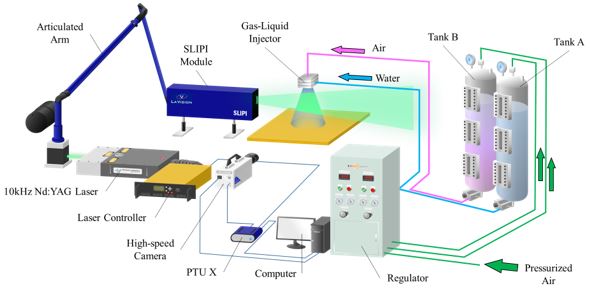 Articulated
Arm
SLIPI
Module
Gas-Liquid
Injector
Air
Water
Tank B
Tank A
LaVision
SLIPI
10kHz Nd:YAG Laser
Laser Controller
High-speed
Camera
PTU X
Computer
Regulator
Pressurized
Air